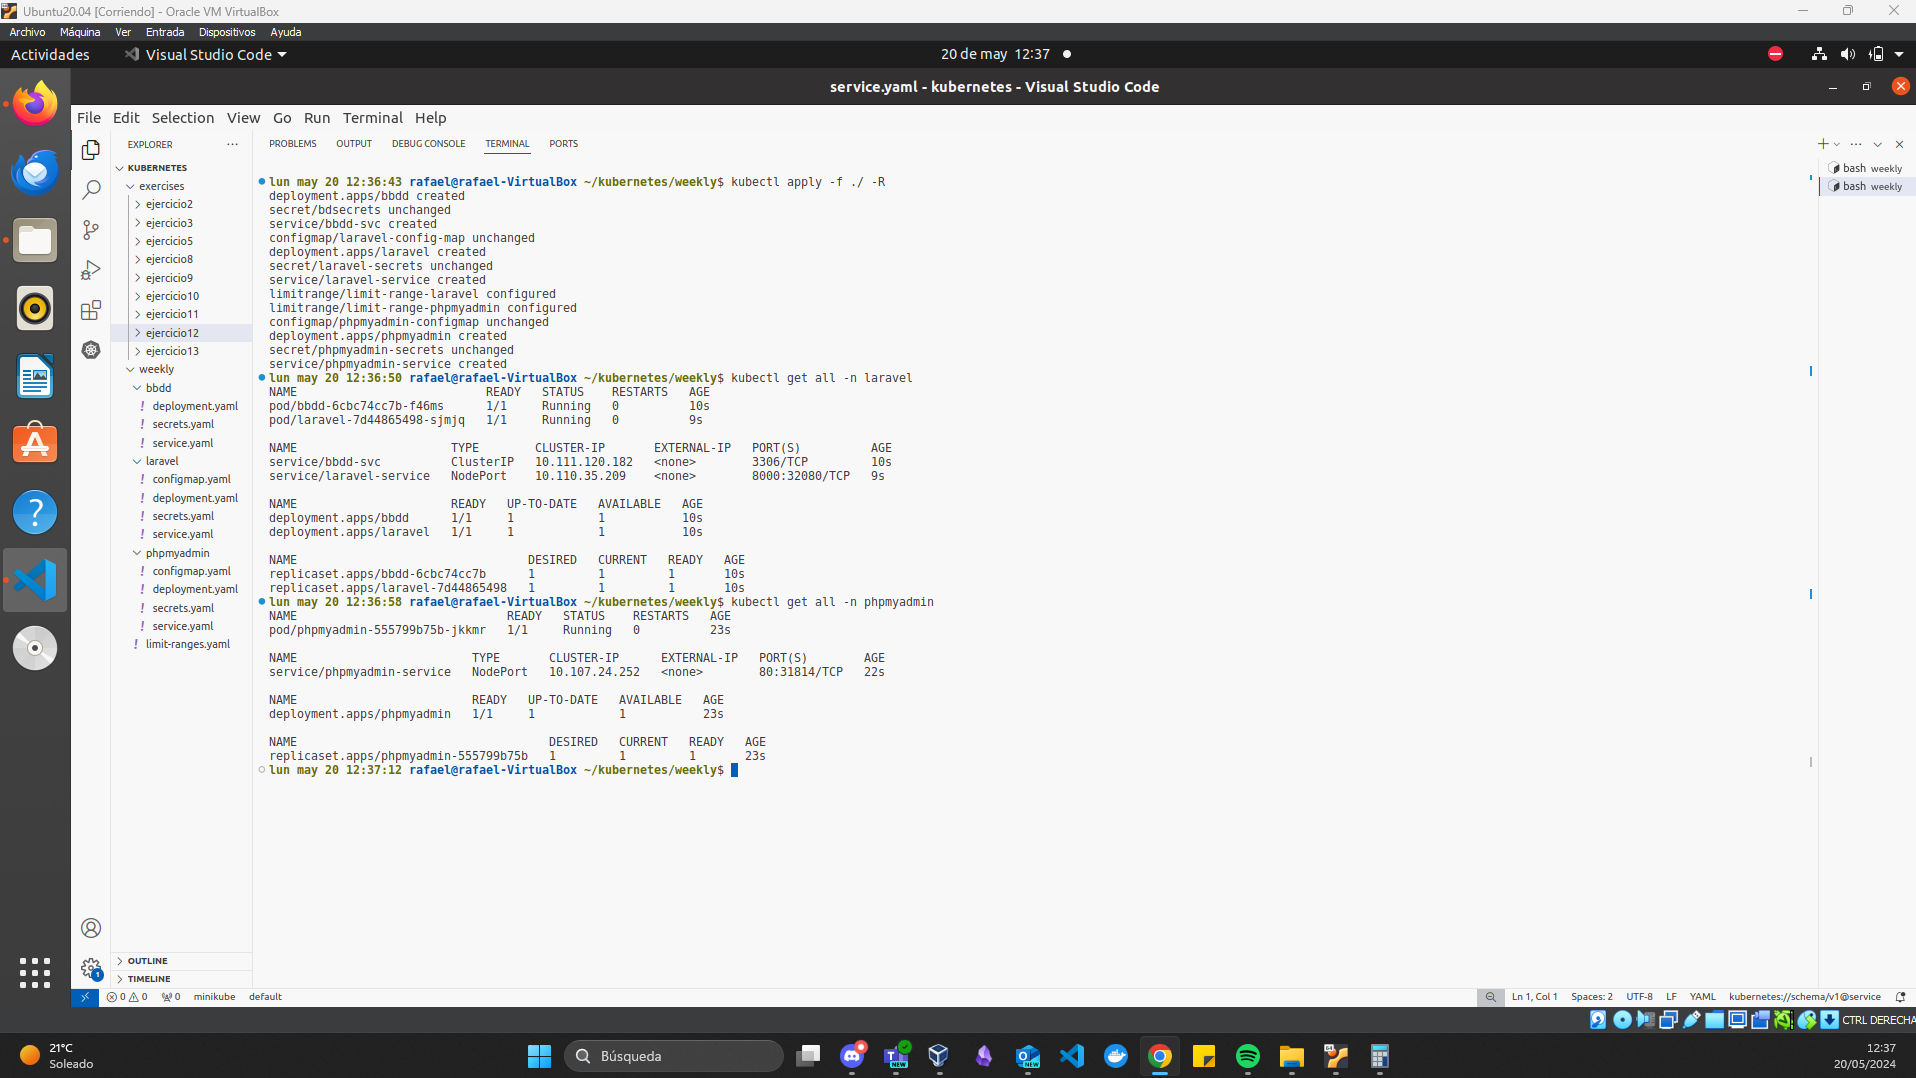 Ubuntu20.04 [Corriendo] - Oracle VM VirtualBox
Archivo Máquina Ver Entrada Dispositivos Ayuda
Actividades Visual Studio Code 20 de may 12:37
service.yaml - kubernetes - Visual Studio Code
File Edit Selection View Go Run Terminal Help
EXPLORER ···
KUBERNETES
exercises
ejercicio2
ejercicio3
ejercicio5
ejercicio8
ejercicio9
ejercicio10
ejercicio11
ejercicio12
ejercicio13
weekly
bbdd
! deployment.yaml
! secrets.yaml
! service.yaml
laravel
! configmap.yaml
! deployment.yaml
! secrets.yaml
! service.yaml
phpmyadmin
! configmap.yaml
! deployment.yaml
! secrets.yaml
! service.yaml
! limit-ranges.yaml
OUTLINE
TIMELINE
PROBLEMS OUTPUT DEBUG CONSOLE TERMINAL PORTS
lun may 20 12:36:43 rafael@rafael-VirtualBox ~/kubernetes/weekly$ kubectl apply -f ./ -R
deployment.apps/bbdd created
secret/bdsecrets unchanged
service/bbdd-svc created
configmap/laravel-config-map unchanged
deployment.apps/laravel created
secret/laravel-secrets unchanged
service/laravel-service created
limitrange/limit-range-laravel configured
limitrange/limit-range-phpmyadmin configured
configmap/phpmyadmin-configmap unchanged
deployment.apps/phpmyadmin created
secret/phpmyadmin-secrets unchanged
service/phpmyadmin-service created
lun may 20 12:36:50 rafael@rafael-VirtualBox ~/kubernetes/weekly$ kubectl get all -n laravel
NAME READY STATUS RESTARTS AGE
pod/bbdd-6cbc74cc7b-f46ms 1/1 Running 0 10s
pod/laravel-7d44865498-sjmjq 1/1 Running 0 9s
NAME TYPE CLUSTER-IP EXTERNAL-IP PORT(S) AGE
service/bbdd-svc ClusterIP 10.111.120.182 <none> 3306/TCP 10s
service/laravel-service NodePort 10.110.35.209 <none> 8000:32080/TCP 9s
NAME READY UP-TO-DATE AVAILABLE AGE
deployment.apps/bbdd 1/1 1 1 10s
deployment.apps/laravel 1/1 1 1 10s
NAME DESIRED CURRENT READY AGE
replicaset.apps/bbdd-6cbc74cc7b 1 1 1 10s
replicaset.apps/laravel-7d44865498 1 1 1 10s
lun may 20 12:36:58 rafael@rafael-VirtualBox ~/kubernetes/weekly$ kubectl get all -n phpmyadmin
NAME READY STATUS RESTARTS AGE
pod/phpmyadmin-555799b75b-jkkmr 1/1 Running 0 23s
NAME TYPE CLUSTER-IP EXTERNAL-IP PORT(S) AGE
service/phpmyadmin-service NodePort 10.107.24.252 <none> 80:31814/TCP 22s
NAME READY UP-TO-DATE AVAILABLE AGE
deployment.apps/phpmyadmin 1/1 1 1 23s
NAME DESIRED CURRENT READY AGE
replicaset.apps/phpmyadmin-555799b75b 1 1 1 23s
lun may 20 12:37:12 rafael@rafael-VirtualBox ~/kubernetes/weekly$
bash weekly
bash weekly
1
0 0 0 minikube default Ln 1, Col 1 Spaces: 2 UTF-8 LF YAML kubernetes://schema/v1@service
CTRL DERECHA
21°C
Soleado
Búsqueda
NEW
NEW
12:37
20/05/2024